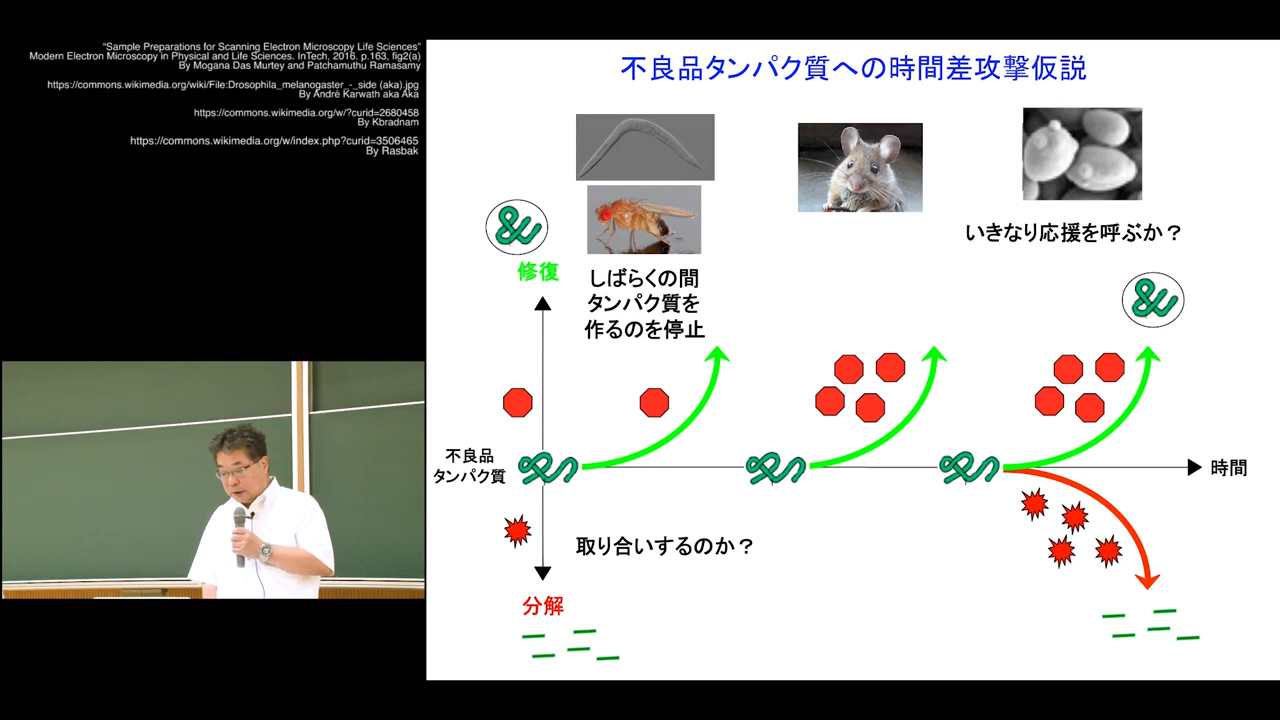 "Sample Preparations for Scanning Electron Microscopy Life Sciences"
Modern Electron Microscopy in Physical and Life Sciences. InTech, 2016. p.163, fig2(a)
By Mogana Das Murtey and Patchamuthu Ramasamy
https://commons.wikimedia.org/wiki/File:Drosophila_melanogaster_-_side (aka).jpg
By André Karwath aka Aka
https://commons.wikimedia.org/w/?curid=2680458
By Kbradnam
https://commons.wikimedia.org/w/index.php?curid=3506465
By Rasbak
不良品タンパク質への時間差攻撃仮説
いきなり応援を呼ぶか？
修復
しばらくの間
タンパク質を
作るのを停止
不良品
タンパク質
時間
取り合いするのか？
分解